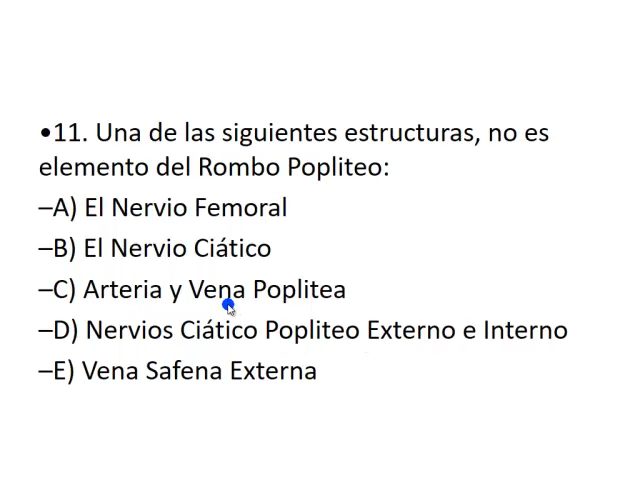 •11. Una de las siguientes estructuras, no es
elemento del Rombo Popliteo:
–A) El Nervio Femoral
–B) El Nervio Ciático
–C) Arteria y Vena Poplitea
–D) Nervios Ciático Popliteo Externo e Interno
–E) Vena Safena Externa